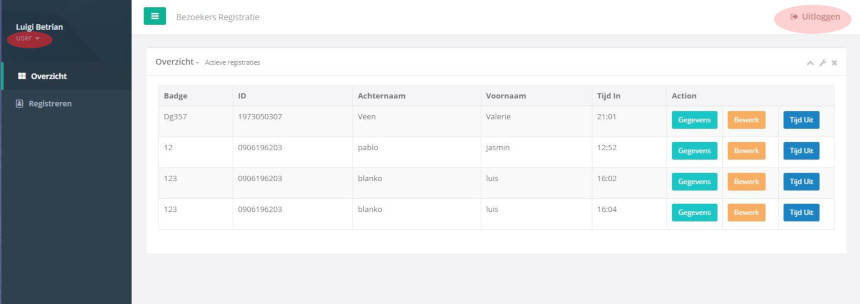 Luigi Betrian
user
Overzicht
Registreren
Bezoekers Registratie
Uitloggen
Overzicht - Actieve registraties
Badge ID Achternaam Voornaam Tijd In Action
Dg357 1973050307 Veen Valerie 21:01 Gegevens Bewerk Tijd Uit
12 0906196203 pablo jasmin 12:52 Gegevens Bewerk Tijd Uit
123 0906196203 blanko luis 16:02 Gegevens Bewerk Tijd Uit
123 0906196203 blanko luis 16:04 Gegevens Bewerk Tijd Uit